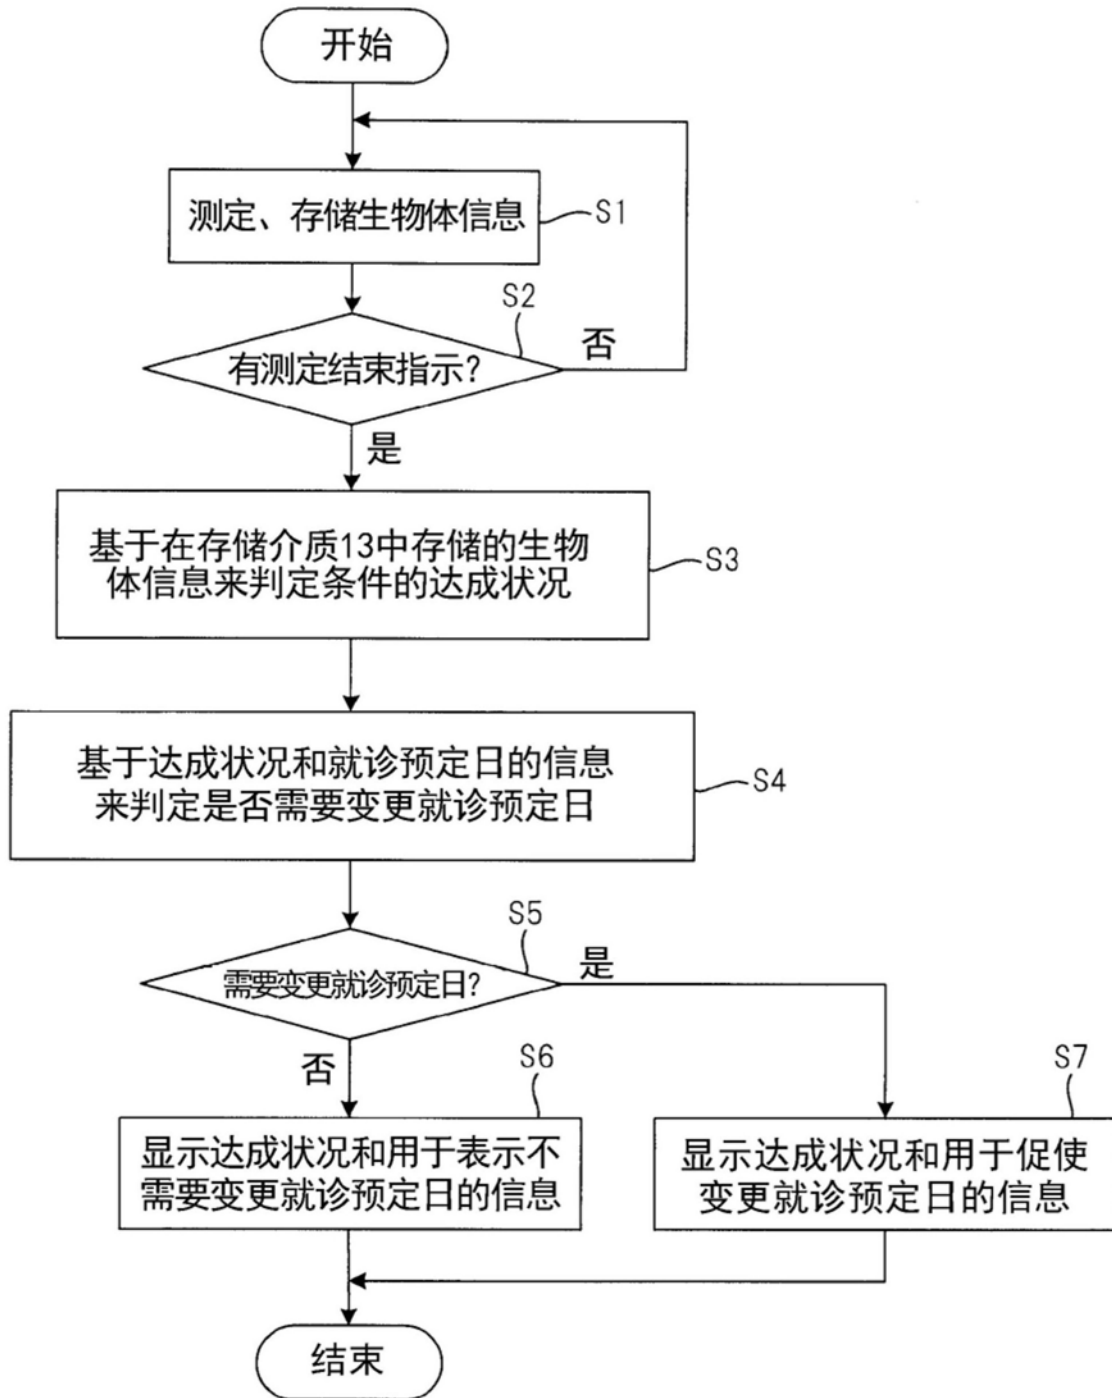 开始
测定、存储生物体信息
S1
S2
有测定结束指示?
否
是
基于在存储介质13中存储的生物
体信息来判定条件的达成状况
S3
基于达成状况和就诊预定日的信息
来判定是否需要变更就诊预定日
S4
S5
需要变更就诊预定日?
是
否
S6
显示达成状况和用于表示不
需要变更就诊预定日的信息
S7
显示达成状况和用于促使
变更就诊预定日的信息
结束